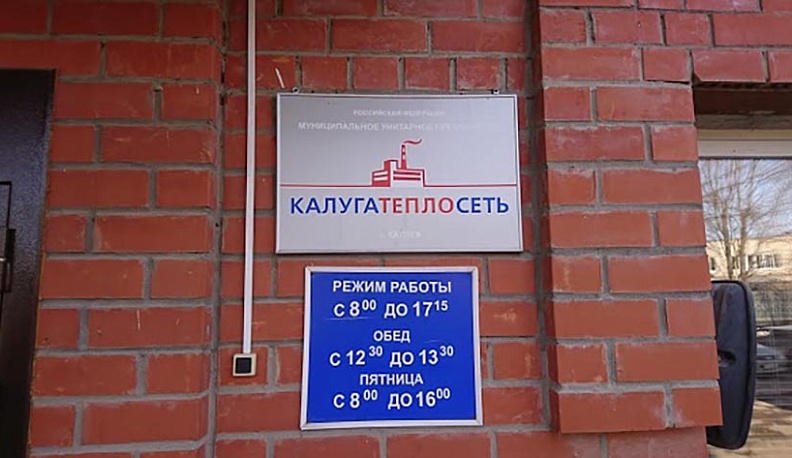 РОССИЙСКАЯ ФЕДЕРАЦИЯ
МУНИЦИПАЛЬНОЕ УНИТАРНОЕ
КАЛУГАТЕПЛОСЕТЬ
РЕЖИМ РАБОТЫ
С 8⁰⁰ ДО 17¹⁵
ОБЕД
С 12³⁰ ДО 13³⁰
ПЯТНИЦА
С 8⁰⁰ ДО 16⁰⁰